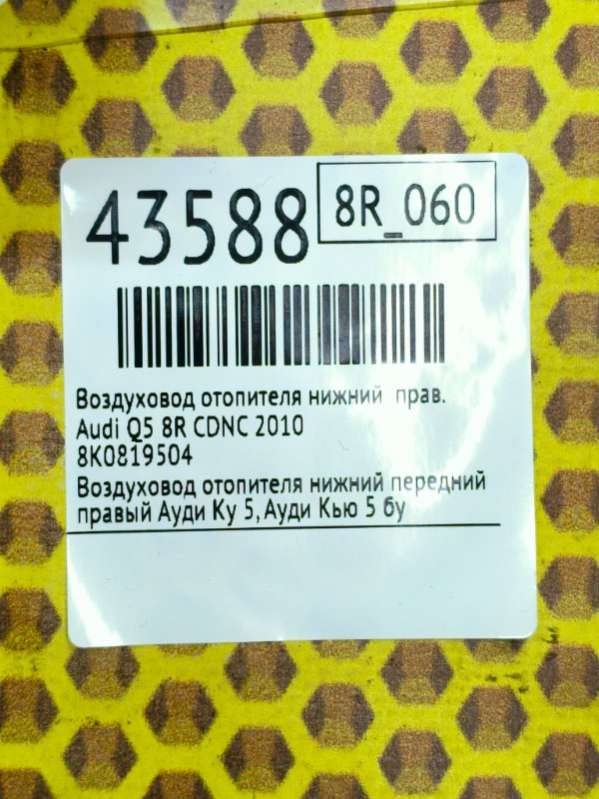 43588
8R_060
Воздуховод отопителя нижний прав.
Audi Q5 8R CDNC 2010
8K0819504
Воздуховод отопителя нижний передний
правый Ауди Ку 5, Ауди Кью 5 бу